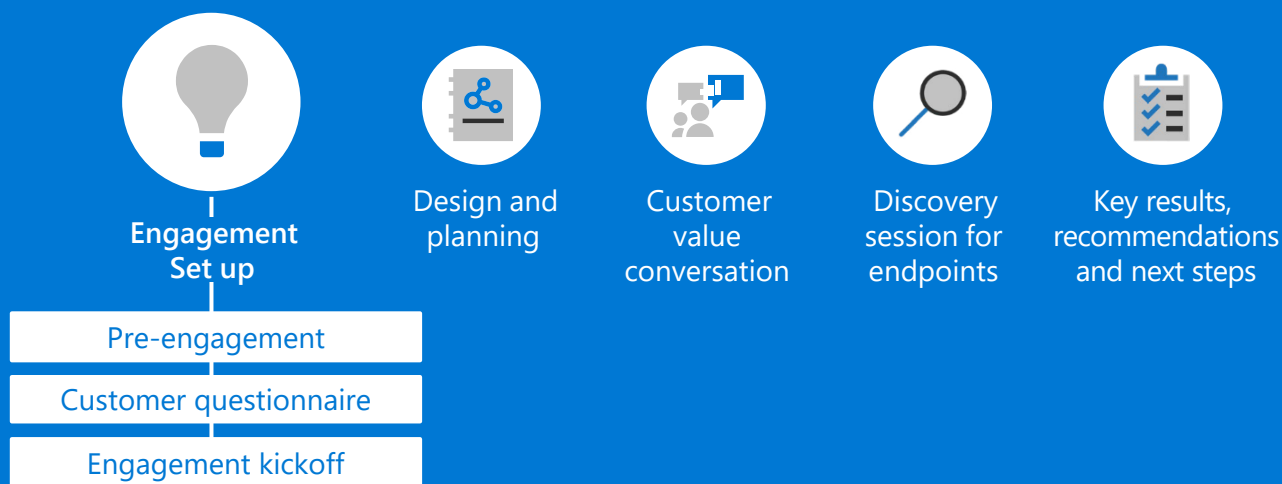 Engagement
Set up
Pre-engagement
Customer questionnaire
Engagement kickoff
Design and
planning
Customer
value
conversation
Discovery
session for
endpoints
Key results,
recommendations
and next steps